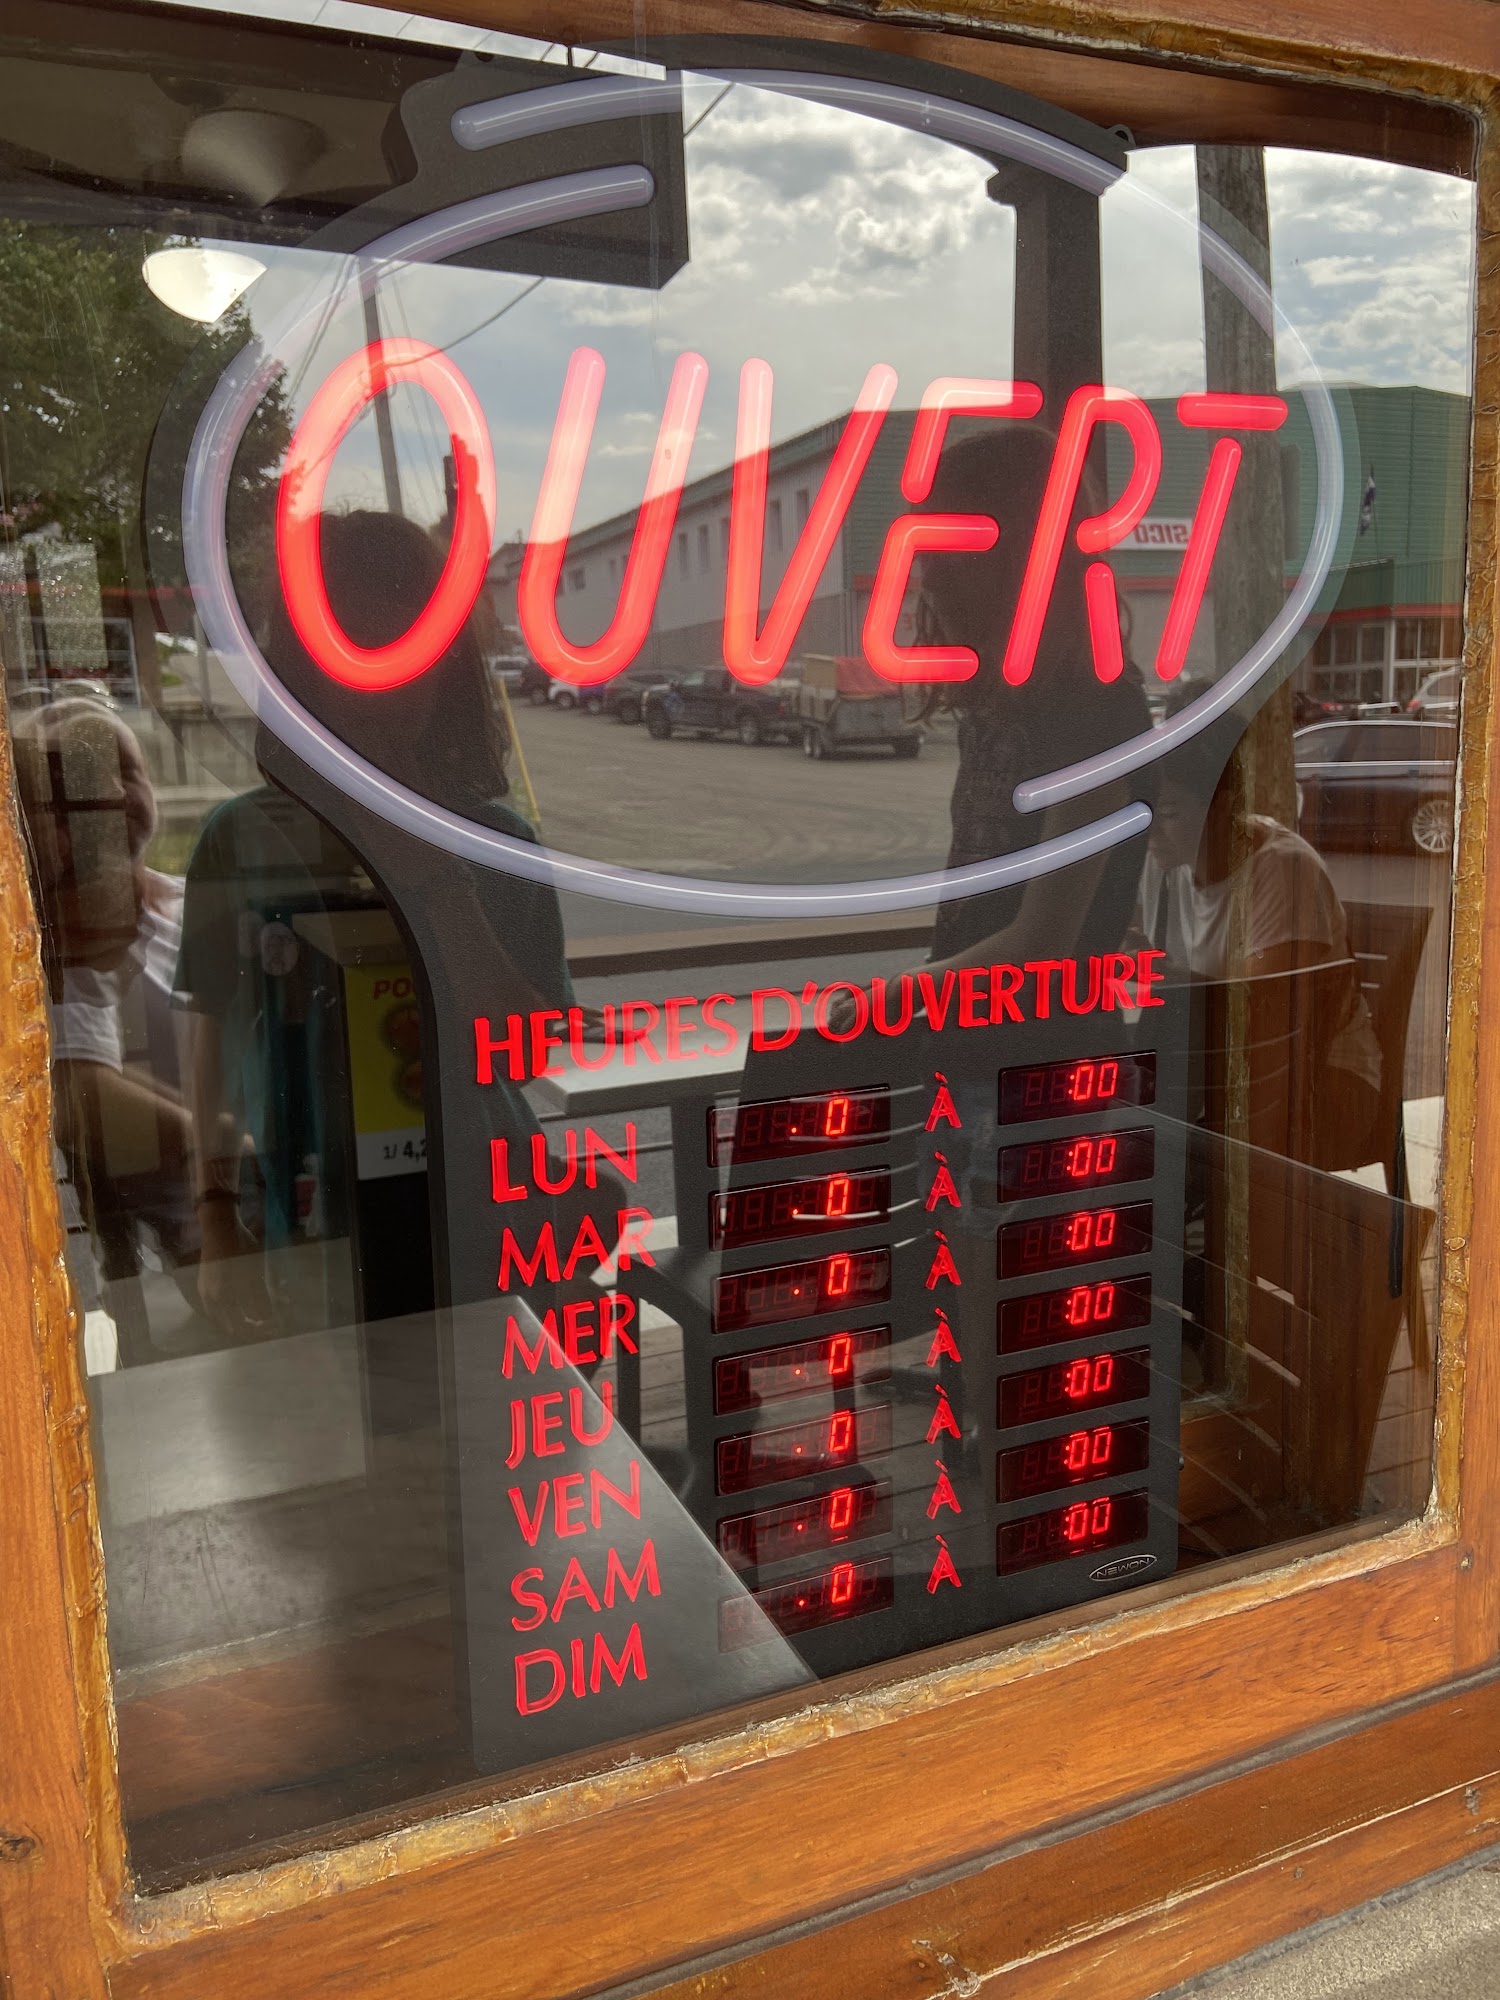 OUVERT
SICO
HEURES D'OUVERTURE
LUN . 0 À :00
MAR . 0 À :00
MER . 0 À :00
JEU . 0 À :00
VEN . 0 À :00
SAM . 0 À :00
DIM . 0 À :00
NEWON